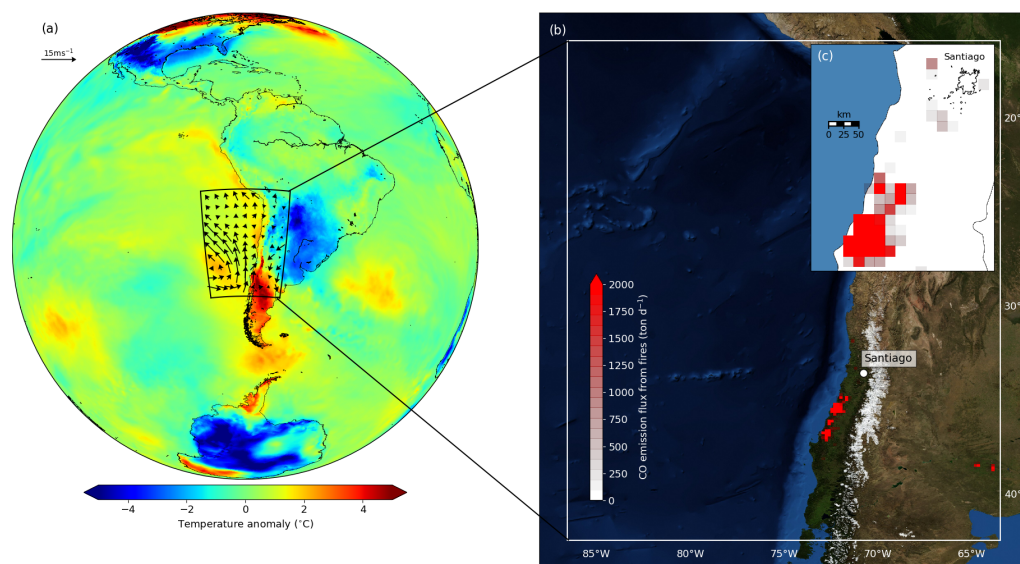 (a)
15ms⁻¹
−4 −2 0 2 4
Temperature anomaly (°C)
(b)
(c)
Santiago
km
0 25 50
20°
30°
40°
2000
1750
1500
1250
1000
750
500
250
0
CO emission flux from fires (ton d⁻¹)
Santiago
85°W 80°W 75°W 70°W 65°W